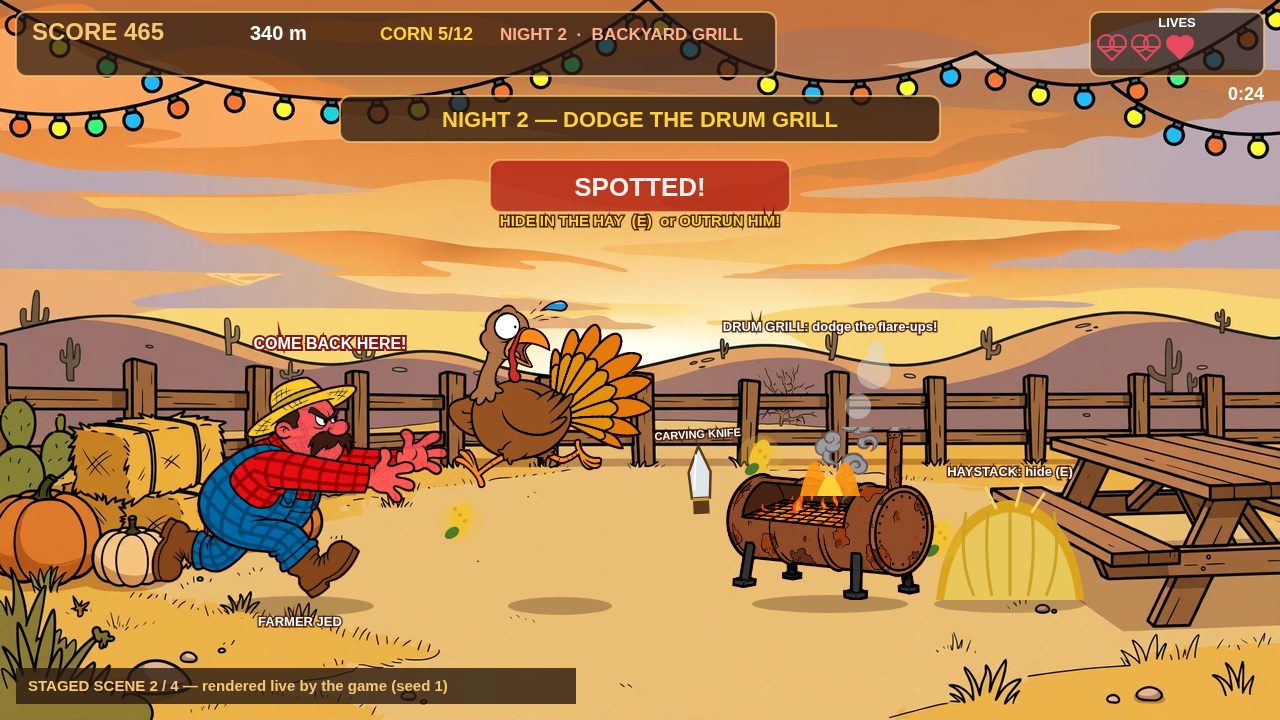 SCORE 465
340 m
CORN 5/12
NIGHT 2 · BACKYARD GRILL
LIVES
0:24
NIGHT 2 — DODGE THE DRUM GRILL
SPOTTED!
HIDE IN THE HAY (E) or OUTRUN HIM!
DRUM GRILL: dodge the flare-ups!
COME BACK HERE!
CARVING KNIFE
HAYSTACK: hide (E)
FARMER JED
STAGED SCENE 2 / 4 — rendered live by the game (seed 1)